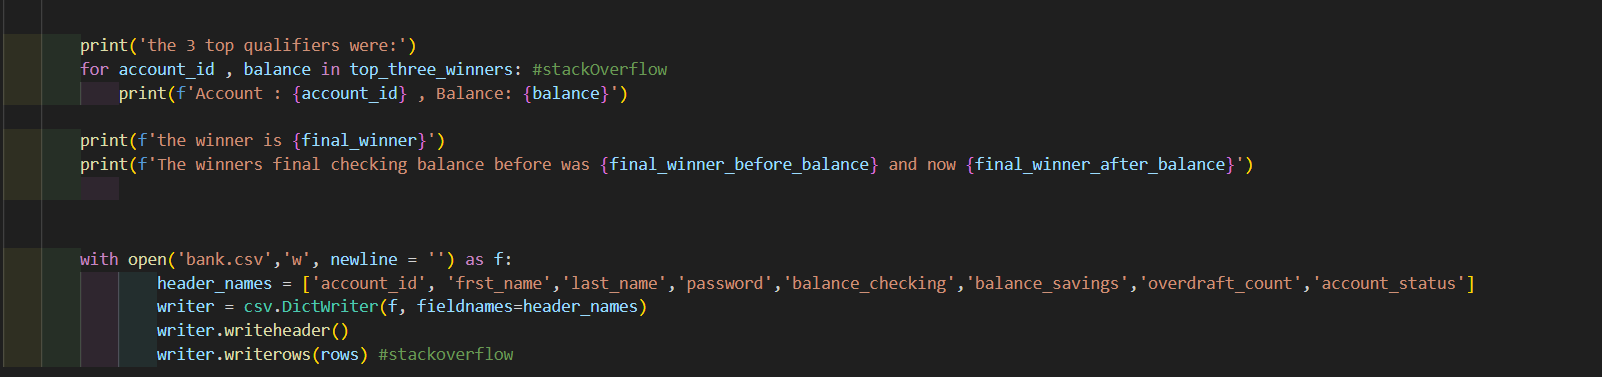 print('the 3 top qualifiers were:')
for account_id , balance in top_three_winners: #stackOverflow
print(f'Account : {account_id} , Balance: {balance}')
print(f'the winner is {final_winner}')
print(f'The winners final checking balance before was {final_winner_before_balance} and now {final_winner_after_balance}')
with open('bank.csv','w', newline = '') as f:
header_names = ['account_id', 'frst_name','last_name','password','balance_checking','balance_savings','overdraft_count','account_status']
writer = csv.DictWriter(f, fieldnames=header_names)
writer.writeheader()
writer.writerows(rows) #stackoverflow